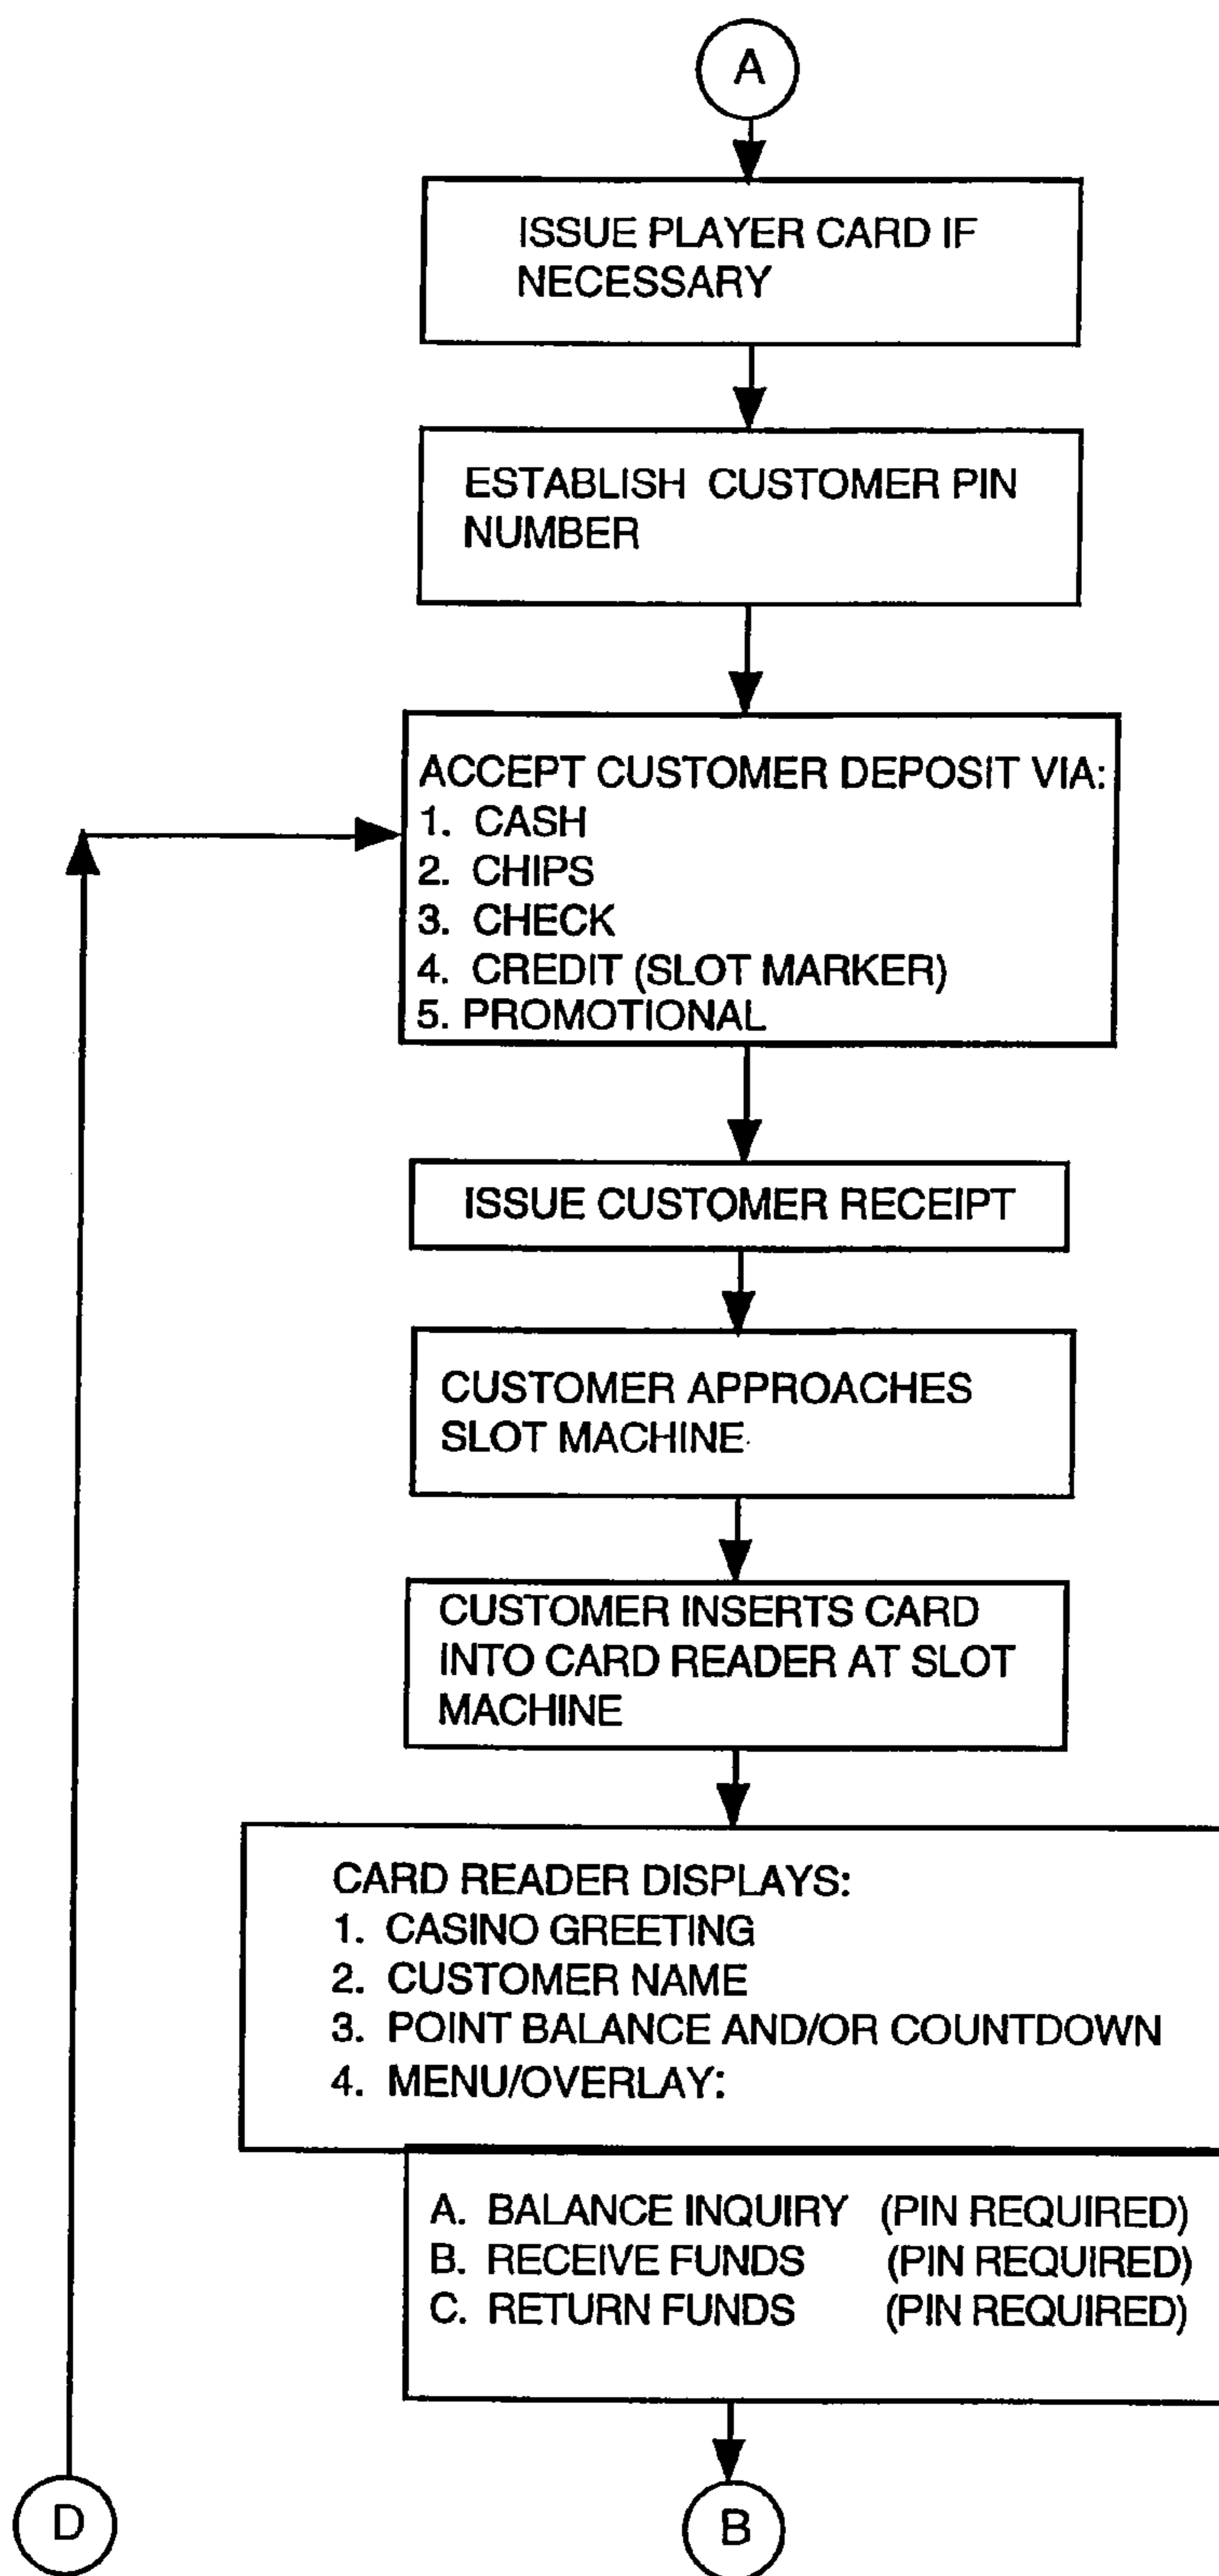 A
ISSUE PLAYER CARD IF
NECESSARY
ESTABLISH CUSTOMER PIN
NUMBER
ACCEPT CUSTOMER DEPOSIT VIA:
1. CASH
2. CHIPS
3. CHECK
4. CREDIT (SLOT MARKER)
5. PROMOTIONAL
ISSUE CUSTOMER RECEIPT
CUSTOMER APPROACHES
SLOT MACHINE
CUSTOMER INSERTS CARD
INTO CARD READER AT SLOT
MACHINE
CARD READER DISPLAYS:
1. CASINO GREETING
2. CUSTOMER NAME
3. POINT BALANCE AND/OR COUNTDOWN
4. MENU/OVERLAY:
A. BALANCE INQUIRY (PIN REQUIRED)
B. RECEIVE FUNDS (PIN REQUIRED)
C. RETURN FUNDS (PIN REQUIRED)
D
B